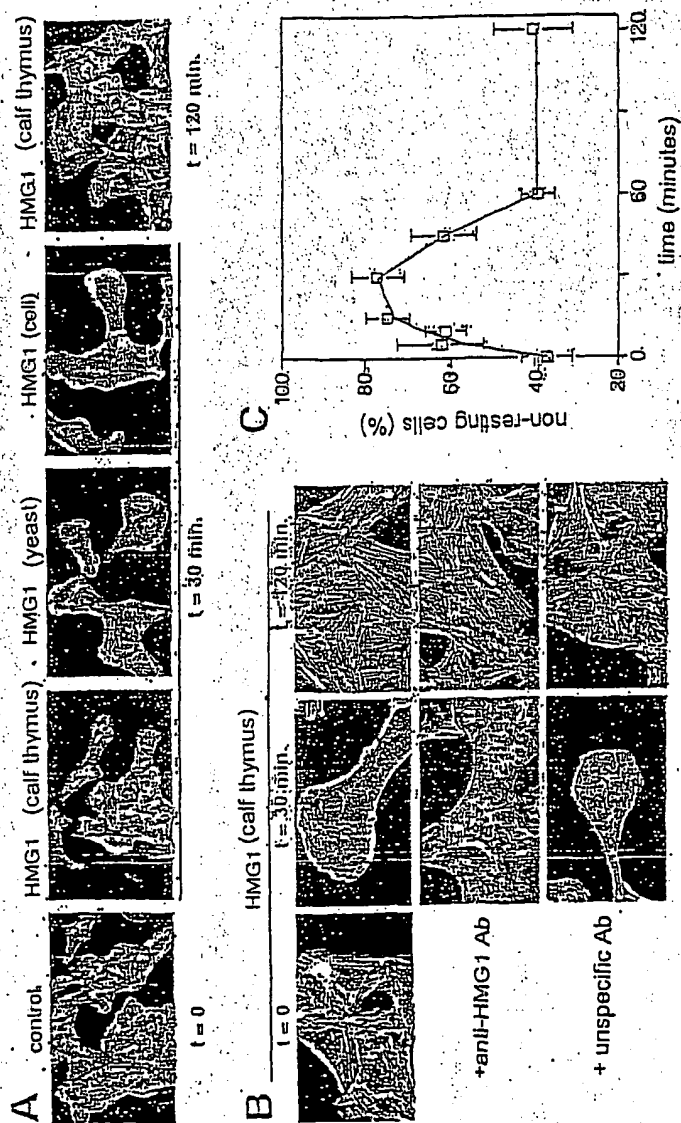 A
control
HMG1 (calf thymus)
HMG1 (yeast)
HMG1 (cell)
HMG1 (calf thymus)
t = 0
t = 30 min.
t = 120 min.
B
HMG1 (calf thymus)
t = 0
t = 30 min.
t = 120 min.
+anti-HMG1 Ab
+ unspecific Ab
C
non-resting cells (%)
100
80
60
40
20
0
60
120
time (minutes)